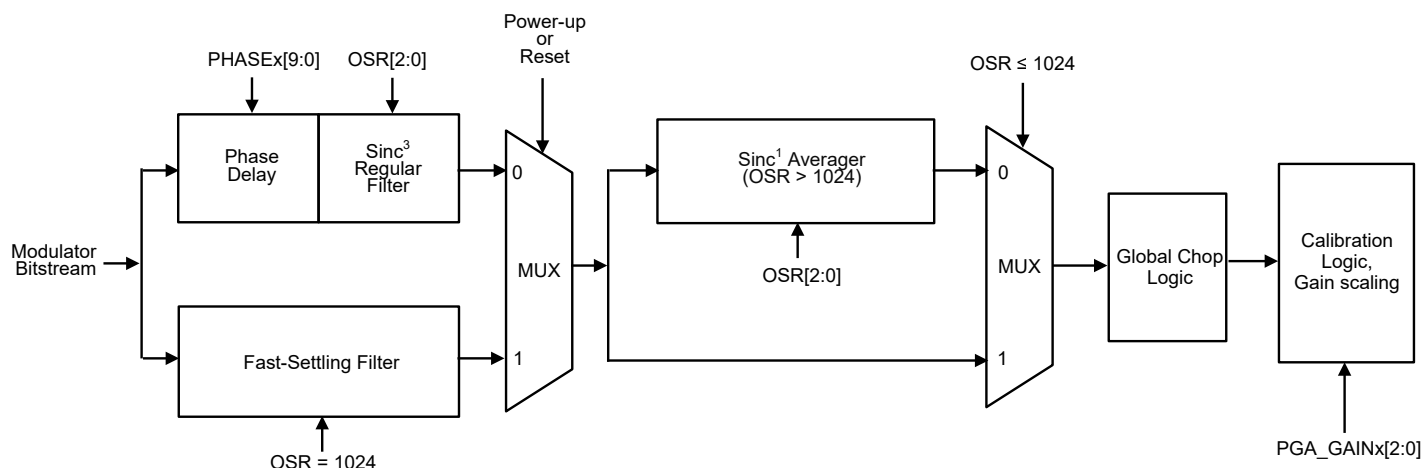 Power-up
or
Reset
PHASEx[9:0]
OSR[2:0]
OSR ≤ 1024
Phase
Delay
Sinc³
Regular
Filter
0
Sinc¹ Averager
(OSR > 1024)
0
Modulator
Bitstream
MUX
OSR[2:0]
MUX
Global Chop
Logic
Calibration
Logic,
Gain scaling
Fast-Settling Filter
1
1
OSR = 1024
PGA_GAINx[2:0]